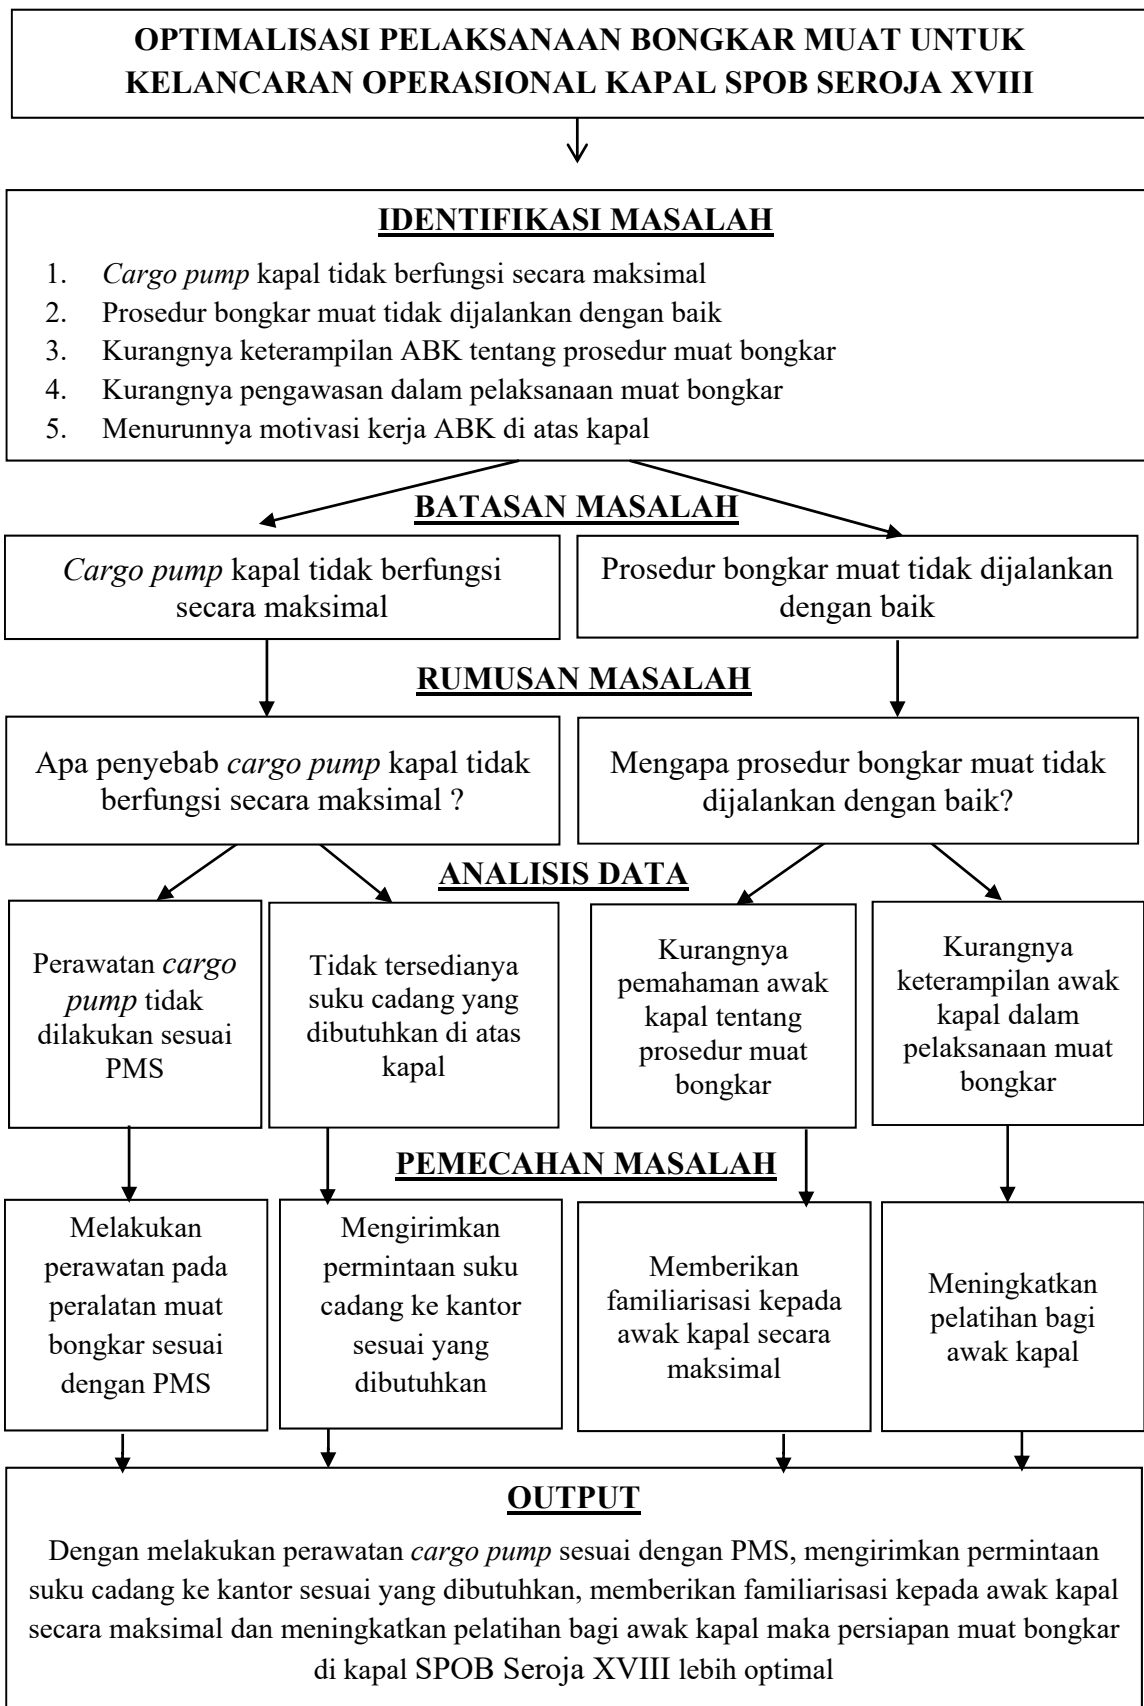 OPTIMALISASI PELAKSANAAN BONGKAR MUAT UNTUK
KELANCARAN OPERASIONAL KAPAL SPOB SEROJA XVIII
IDENTIFIKASI MASALAH
1. Cargo pump kapal tidak berfungsi secara maksimal
2. Prosedur bongkar muat tidak dijalankan dengan baik
3. Kurangnya keterampilan ABK tentang prosedur muat bongkar
4. Kurangnya pengawasan dalam pelaksanaan muat bongkar
5. Menurunnya motivasi kerja ABK di atas kapal
BATASAN MASALAH
Cargo pump kapal tidak berfungsi
secara maksimal
Prosedur bongkar muat tidak dijalankan
dengan baik
RUMUSAN MASALAH
Apa penyebab cargo pump kapal tidak
berfungsi secara maksimal ?
Mengapa prosedur bongkar muat tidak
dijalankan dengan baik?
ANALISIS DATA
Perawatan cargo
pump tidak
dilakukan sesuai
PMS
Tidak tersedianya
suku cadang yang
dibutuhkan di atas
kapal
Kurangnya
pemahaman awak
kapal tentang
prosedur muat
bongkar
Kurangnya
keterampilan awak
kapal dalam
pelaksanaan muat
bongkar
PEMECAHAN MASALAH
Melakukan
perawatan pada
peralatan muat
bongkar sesuai
dengan PMS
Mengirimkan
permintaan suku
cadang ke kantor
sesuai yang
dibutuhkan
Memberikan
familiarisasi kepada
awak kapal secara
maksimal
Meningkatkan
pelatihan bagi
awak kapal
OUTPUT
Dengan melakukan perawatan cargo pump sesuai dengan PMS, mengirimkan permintaan
suku cadang ke kantor sesuai yang dibutuhkan, memberikan familiarisasi kepada awak kapal
secara maksimal dan meningkatkan pelatihan bagi awak kapal maka persiapan muat bongkar
di kapal SPOB Seroja XVIII lebih optimal